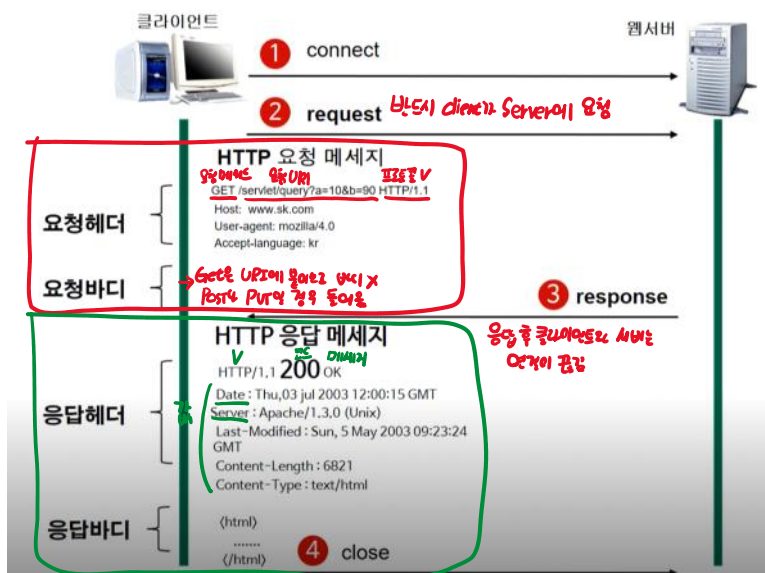 클라이언트
웹서버
1 connect
2 request 반드시 client가 Server에 요청
HTTP 요청 메세지
요청메서드 요청 URI 프로토콜 V
GET /servlet/query?a=10&b=90 HTTP/1.1
Host: www.sk.com
User-agent: mozilla/4.0
Accept-language: kr
요청헤더
요청바디
→ Get은 URI에 붙이므로 바디 X
Post나 Put의 경우 들어옴
3 response
응답 후 클라이언트와 서버는
연결이 끊김
HTTP 응답 메세지
V 코드 메세지
HTTP/1.1 200 OK
Date : Thu,03 jul 2003 12:00:15 GMT
Server : Apache/1.3.0 (Unix)
Last-Modified : Sun, 5 May 2003 09:23:24
GMT
Content-Length : 6821
Content-Type : text/html
응답헤더
응답바디
〈html〉
.......
〈/html〉
4 close